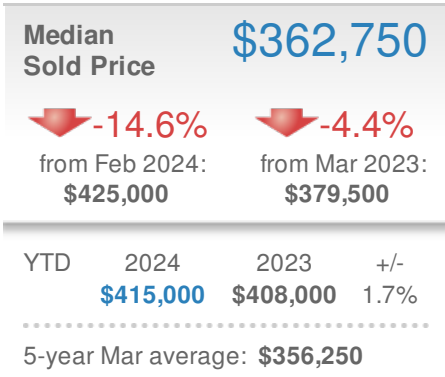 Median
Sold Price
$362,750
-14.6% -4.4%
from Feb 2024: from Mar 2023:
$425,000 $379,500
YTD 2024 2023 +/-
$415,000 $408,000 1.7%
5-year Mar average: $356,250